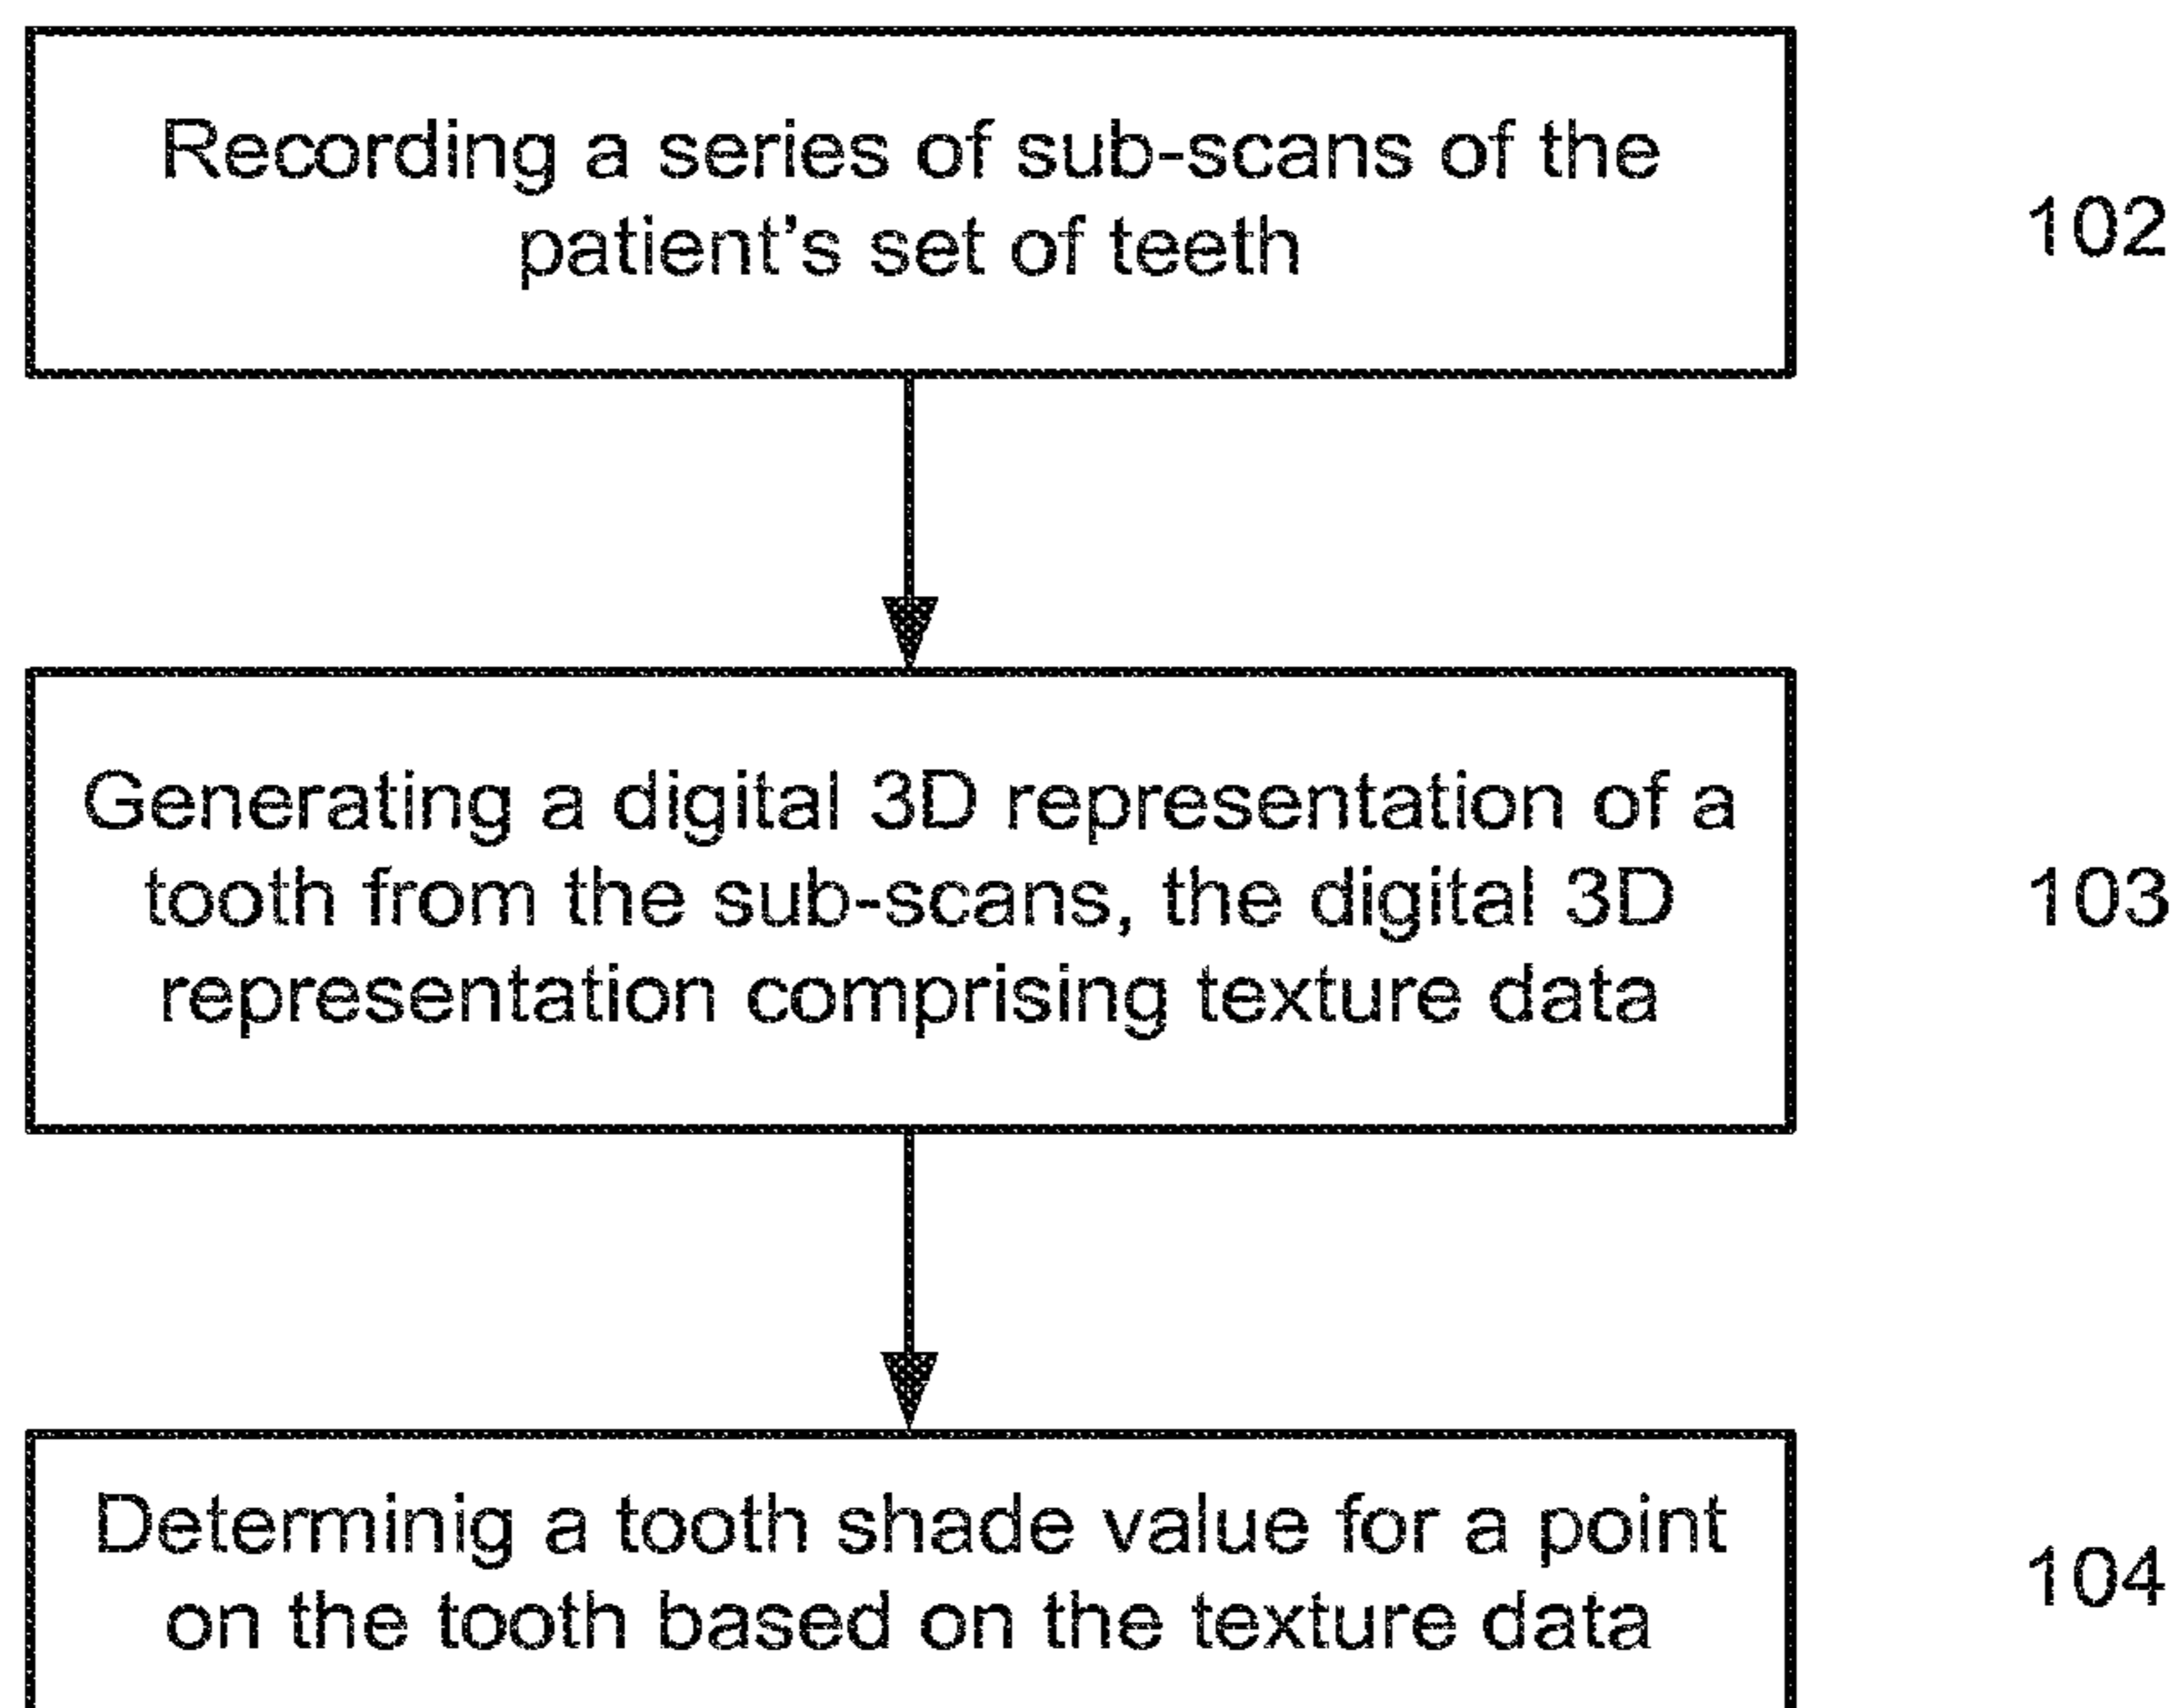 Recording a series of sub-scans of the
patient's set of teeth
102
Generating a digital 3D representation of a
tooth from the sub-scans, the digital 3D
representation comprising texture data
103
Determinig a tooth shade value for a point
on the tooth based on the texture data
104